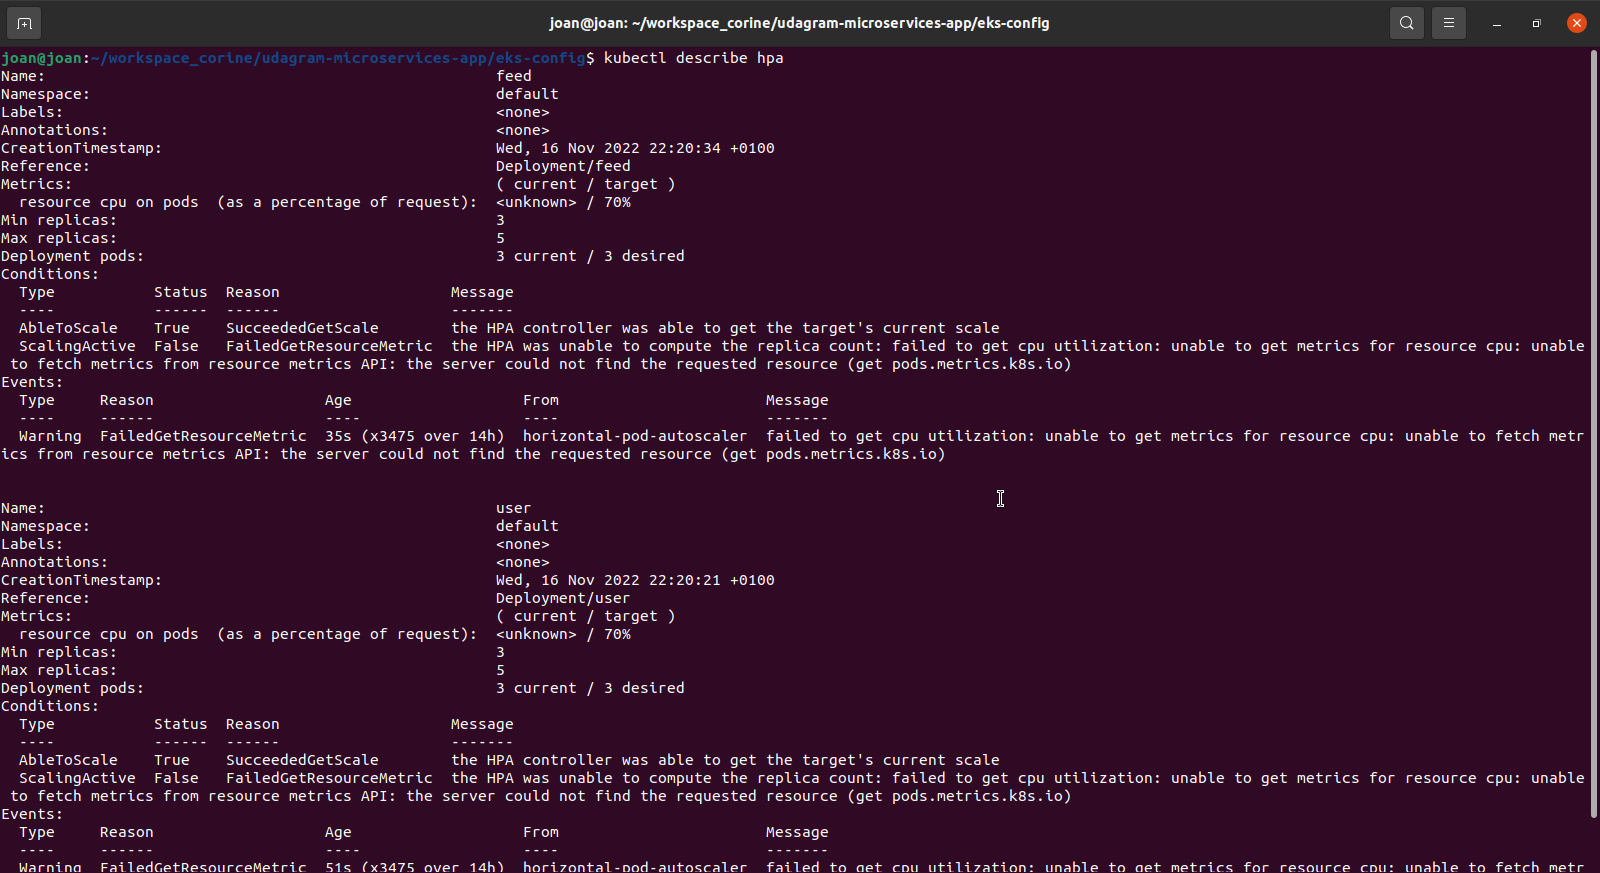 joan@joan: ~/workspace_corine/udagram-microservices-app/eks-config
joan@joan:~/workspace_corine/udagram-microservices-app/eks-config$ kubectl describe hpa
Name:                                                  feed
Namespace:                                             default
Labels:                                                <none>
Annotations:                                           <none>
CreationTimestamp:                                     Wed, 16 Nov 2022 22:20:34 +0100
Reference:                                             Deployment/feed
Metrics:                                               ( current / target )
  resource cpu on pods  (as a percentage of request):  <unknown> / 70%
Min replicas:                                          3
Max replicas:                                          5
Deployment pods:                                       3 current / 3 desired
Conditions:
  Type           Status  Reason                   Message
  ----           ------  ------                   -------
  AbleToScale    True    SucceededGetScale        the HPA controller was able to get the target's current scale
  ScalingActive  False   FailedGetResourceMetric  the HPA was unable to compute the replica count: failed to get cpu utilization: unable to get metrics for resource cpu: unable
 to fetch metrics from resource metrics API: the server could not find the requested resource (get pods.metrics.k8s.io)
Events:
  Type     Reason                   Age                   From                       Message
  ----     ------                   ----                  ----                       -------
  Warning  FailedGetResourceMetric  35s (x3475 over 14h)  horizontal-pod-autoscaler  failed to get cpu utilization: unable to get metrics for resource cpu: unable to fetch metr
ics from resource metrics API: the server could not find the requested resource (get pods.metrics.k8s.io)
Name:                                                  user
Namespace:                                             default
Labels:                                                <none>
Annotations:                                           <none>
CreationTimestamp:                                     Wed, 16 Nov 2022 22:20:21 +0100
Reference:                                             Deployment/user
Metrics:                                               ( current / target )
  resource cpu on pods  (as a percentage of request):  <unknown> / 70%
Min replicas:                                          3
Max replicas:                                          5
Deployment pods:                                       3 current / 3 desired
Conditions:
  Type           Status  Reason                   Message
  ----           ------  ------                   -------
  AbleToScale    True    SucceededGetScale        the HPA controller was able to get the target's current scale
  ScalingActive  False   FailedGetResourceMetric  the HPA was unable to compute the replica count: failed to get cpu utilization: unable to get metrics for resource cpu: unable
 to fetch metrics from resource metrics API: the server could not find the requested resource (get pods.metrics.k8s.io)
Events:
  Type     Reason                   Age                   From                       Message
  ----     ------                   ----                  ----                       -------
  Warning  FailedGetResourceMetric  51s (x3475 over 14h)  horizontal-pod-autoscaler  failed to get cpu utilization: unable to get metrics for resource cpu: unable to fetch metr